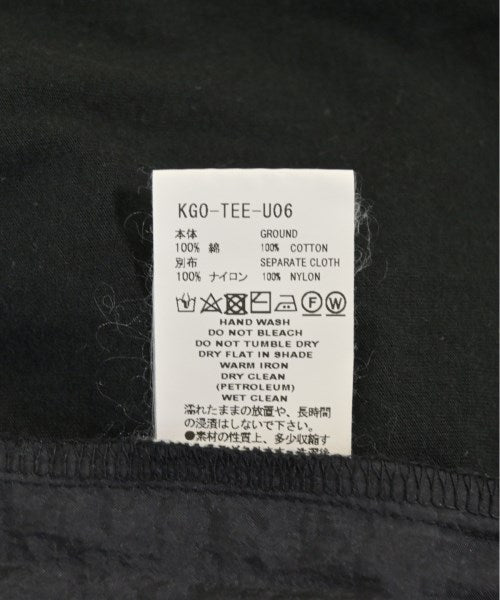 KGO-TEE-U06
本体 GROUND
100% 綿 100% COTTON
別布 SEPARATE CLOTH
100% ナイロン 100% NYLON
F W
HAND WASH
DO NOT BLEACH
DO NOT TUMBLE DRY
DRY FLAT IN SHADE
WARM IRON
DRY CLEAN
(PETROLEUM)
WET CLEAN
濡れたままの放置や、長時間
の浸漬はしないで下さい。
●素材の性質上、多少収縮す